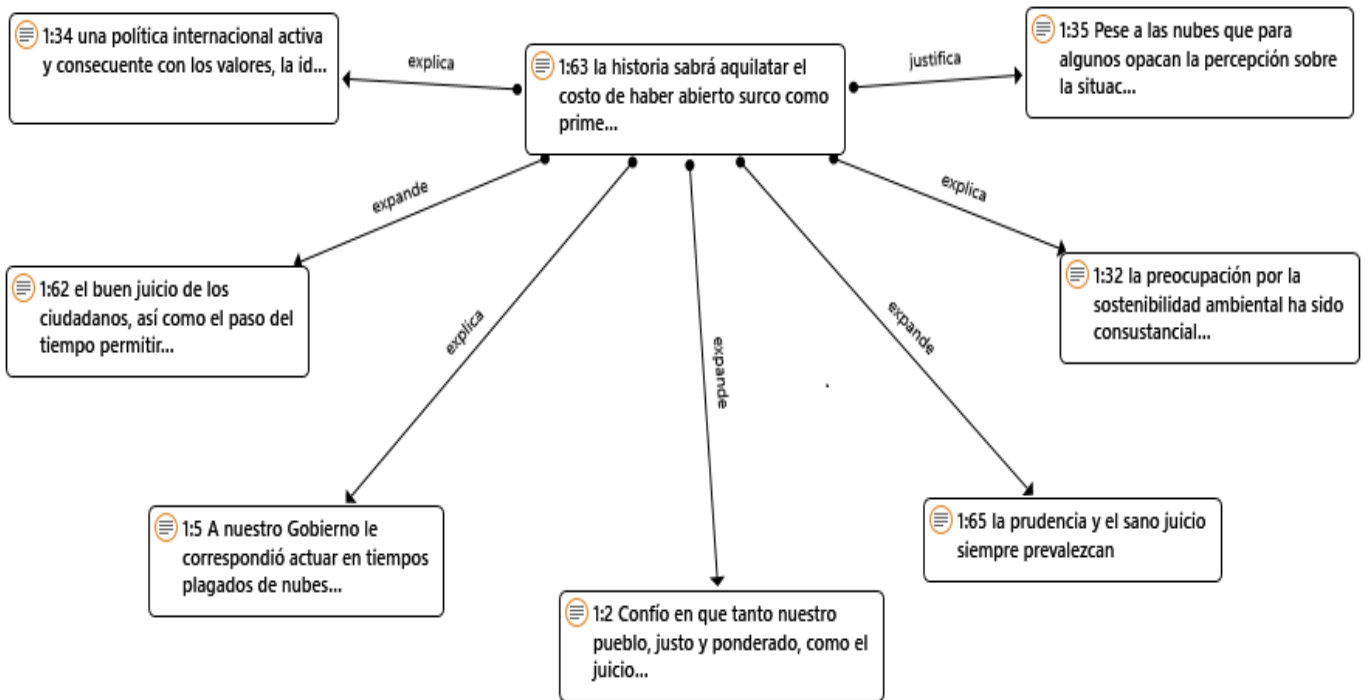 1:34 una política internacional activa
y consecuente con los valores, la id...
explica
1:63 la historia sabrá aquilatar el
costo de haber abierto surco como
prime...
justifica
1:35 Pese a las nubes que para
algunos opacan la percepción sobre
la situac...
expande
explica
1:62 el buen juicio de los
ciudadanos, así como el paso del
tiempo permitir...
explica
expande
expande
1:32 la preocupación por la
sostenibilidad ambiental ha sido
consustancial...
1:5 A nuestro Gobierno le
correspondió actuar en tiempos
plagados de nubes...
1:65 la prudencia y el sano juicio
siempre prevalezcan
1:2 Confío en que tanto nuestro
pueblo, justo y ponderado, como el
juicio...